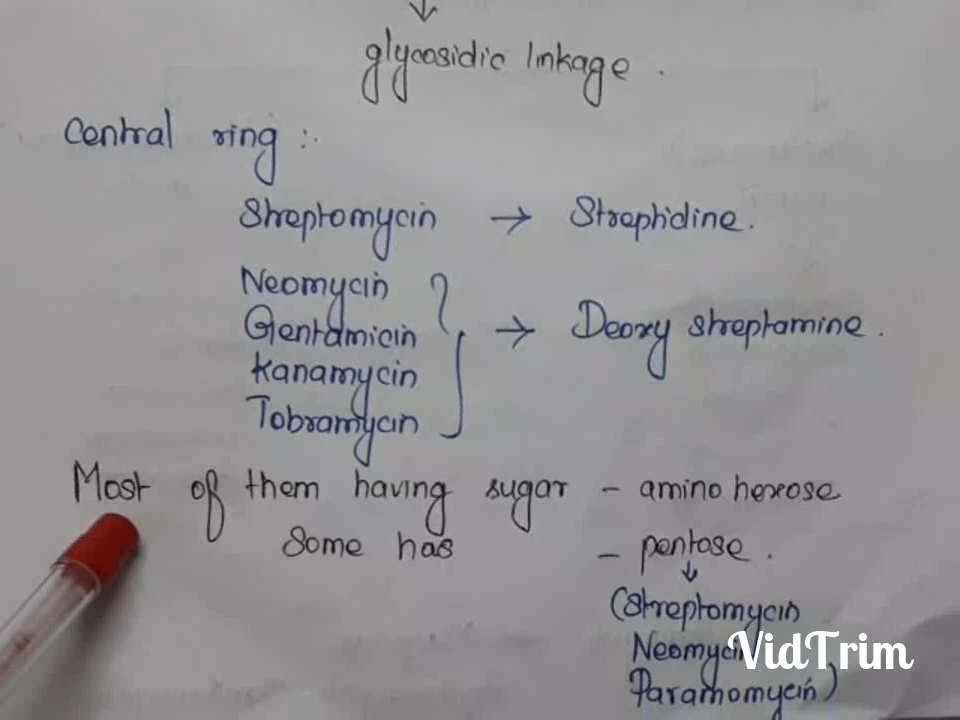 glycosidic linkage.
Central ring :-
Streptomycin → Streptidine.
Neomycin
Gentamicin → Deoxy streptamine.
Kanamycin
Tobramycin
Most of them having sugar - amino hexose
Some has - pentose.
(Streptomycin
Neomycin
Paramomycin)
VidTrim